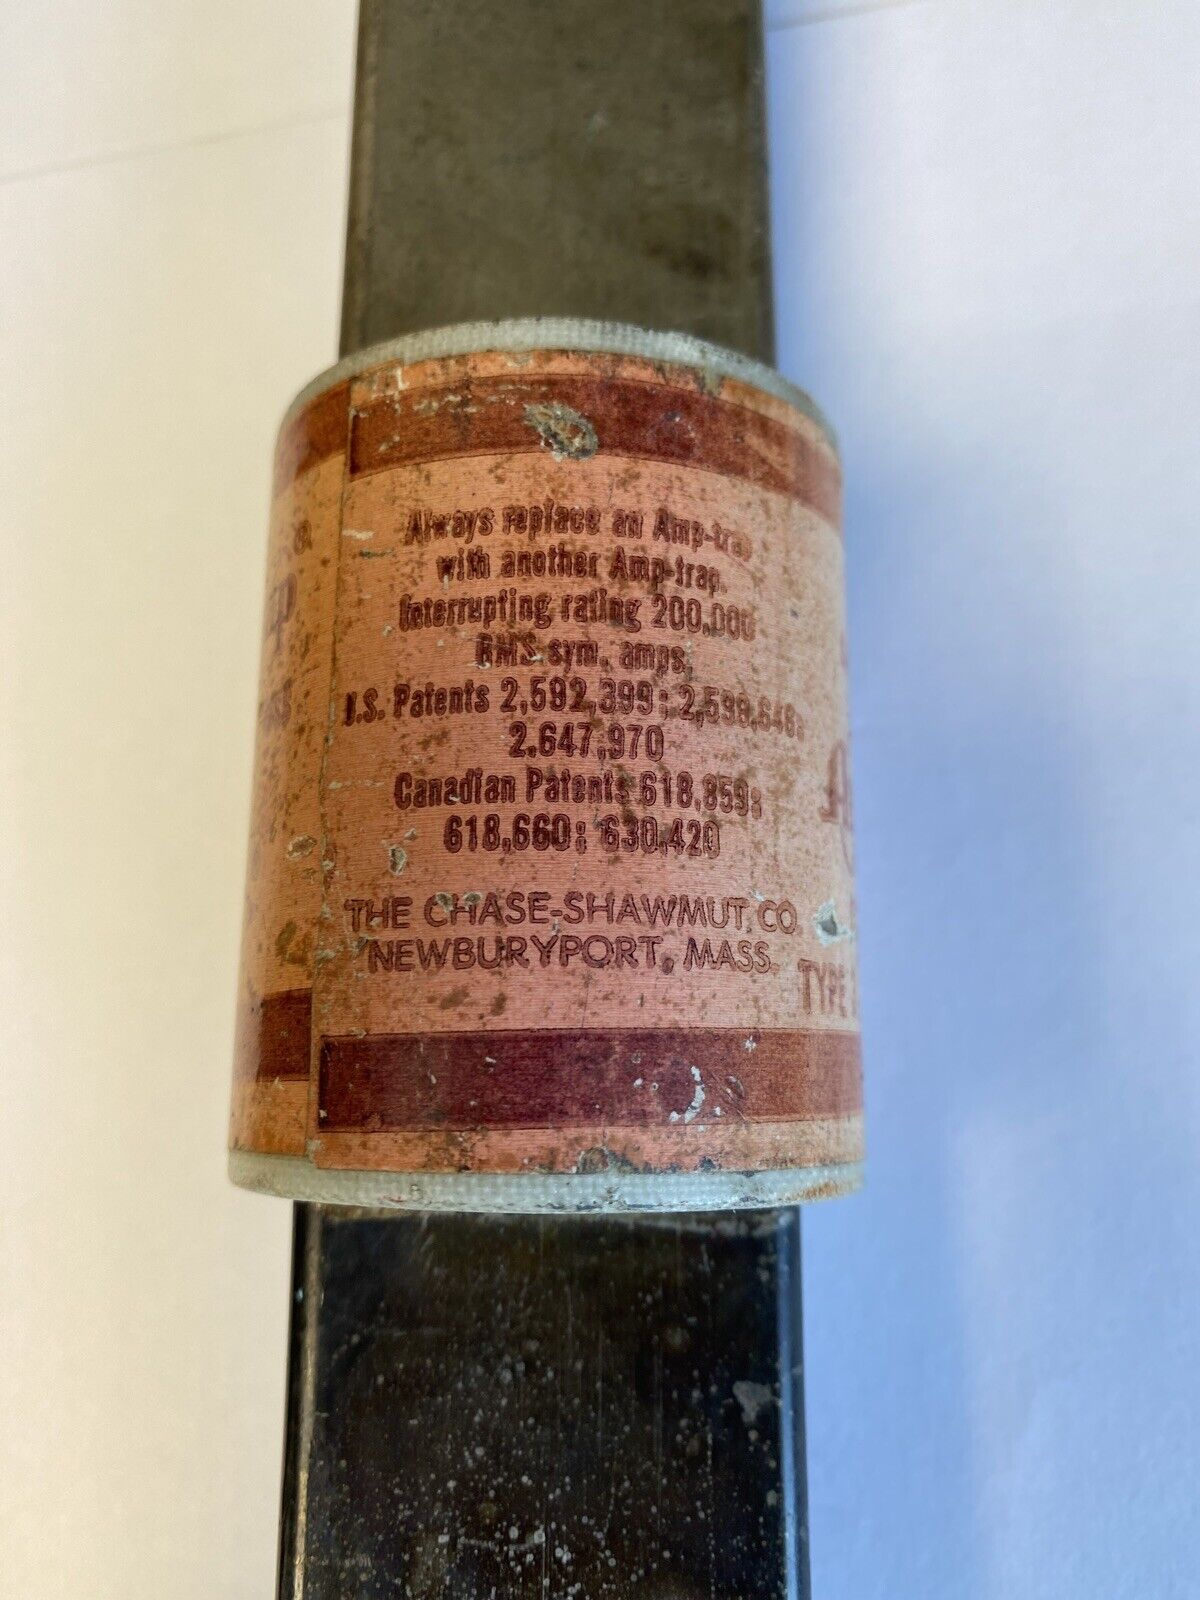 Always replace an Amp-trap
with another Amp-trap.
Interrupting rating 200,000
RMS sym. amps.
U.S. Patents 2,592,399; 2,599,646;
2,647,970
Canadian Patents 618,859;
618,660; 630,420
THE CHASE-SHAWMUT CO.
NEWBURYPORT, MASS.
TYPE